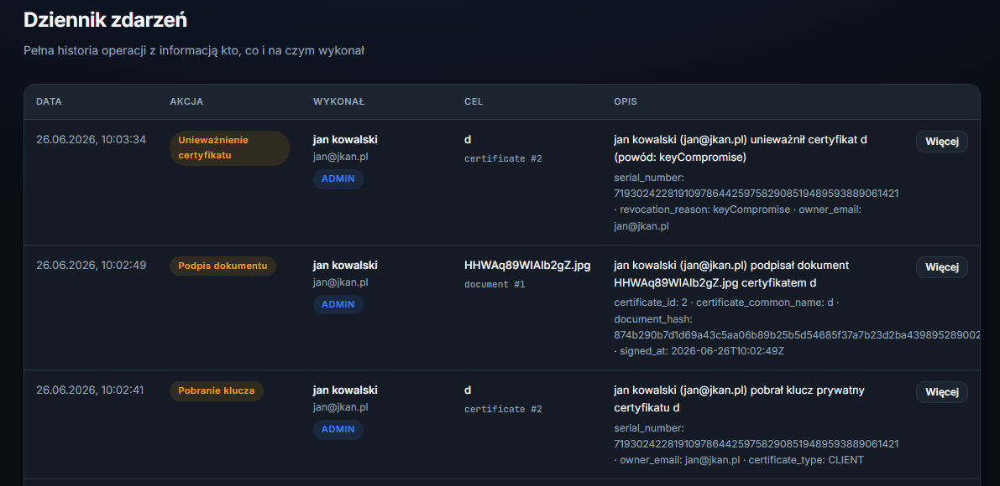 Dziennik zdarzeń
Pełna historia operacji z informacją kto, co i na czym wykonał
DATA AKCJA WYKONAŁ CEL OPIS
26.06.2026, 10:03:34
Unieważnienie
certyfikatu
jan kowalski
jan@jkan.pl
ADMIN
d
certificate #2
jan kowalski (jan@jkan.pl) unieważnił certyfikat d
(powód: keyCompromise)
serial_number:
719302422819109786442597582908519489593889061421
· revocation_reason: keyCompromise · owner_email:
jan@jkan.pl
Więcej
26.06.2026, 10:02:49
Podpis dokumentu
jan kowalski
jan@jkan.pl
ADMIN
HHWAq89WIAIb2gZ.jpg
document #1
jan kowalski (jan@jkan.pl) podpisał dokument
HHWAq89WIAIb2gZ.jpg certyfikatem d
certificate_id: 2 · certificate_common_name: d ·
document_hash:
874b290b7d1d69a43c5aa06b89b25b5d54685f37a7b23d2ba439895289002
· signed_at: 2026-06-26T10:02:49Z
Więcej
26.06.2026, 10:02:41
Pobranie klucza
jan kowalski
jan@jkan.pl
ADMIN
d
certificate #2
jan kowalski (jan@jkan.pl) pobrał klucz prywatny
certyfikatu d
serial_number:
719302422819109786442597582908519489593889061421
· owner_email: jan@jkan.pl · certificate_type: CLIENT
Więcej